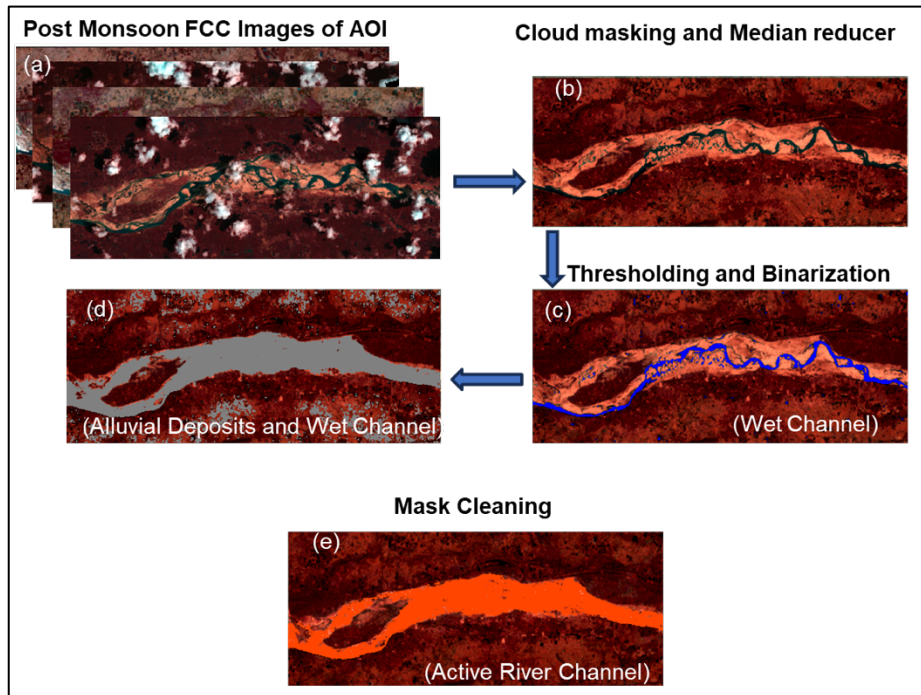 Post Monsoon FCC Images of AOI
Cloud masking and Median reducer
(a)
(b)
Thresholding and Binarization
(d)
(c)
(Alluvial Deposits and Wet Channel)
(Wet Channel)
Mask Cleaning
(e)
(Active River Channel)